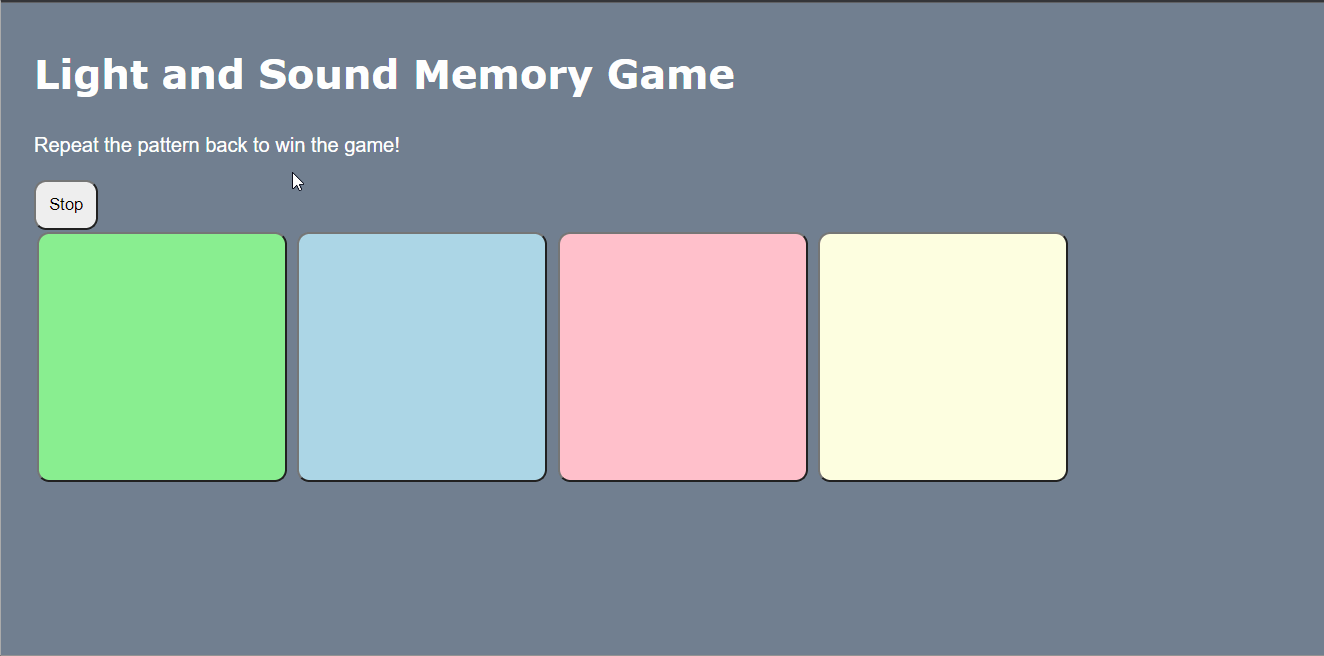 Light and Sound Memory Game
Repeat the pattern back to win the game!
Stop